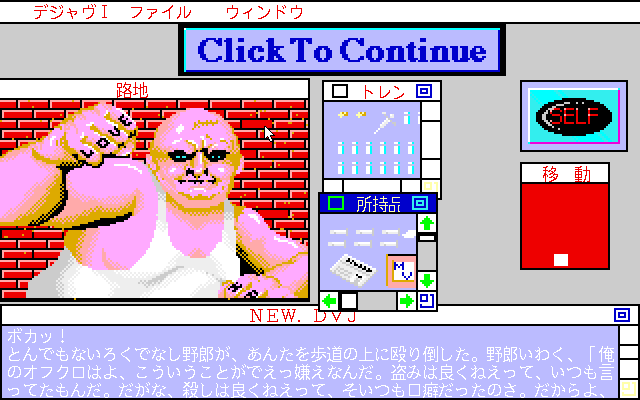 デジャヴI ファイル ウィンドウ
Click To Continue
路地
トレン
SELF
移 動
LOVE
所持品
MV
NEW. DVJ
ボカッ！
とんでもないろくでなし野郎が、あんたを歩道の上に殴り倒した。野郎いわく、「俺
のオフクロはよ、こういうことがでえっ嫌えなんだ。盗みは良くねえって、いつも言
ってたもんだ。だがな、殺しは良くねえって、そいつも口癖だったのさ。だからよ、